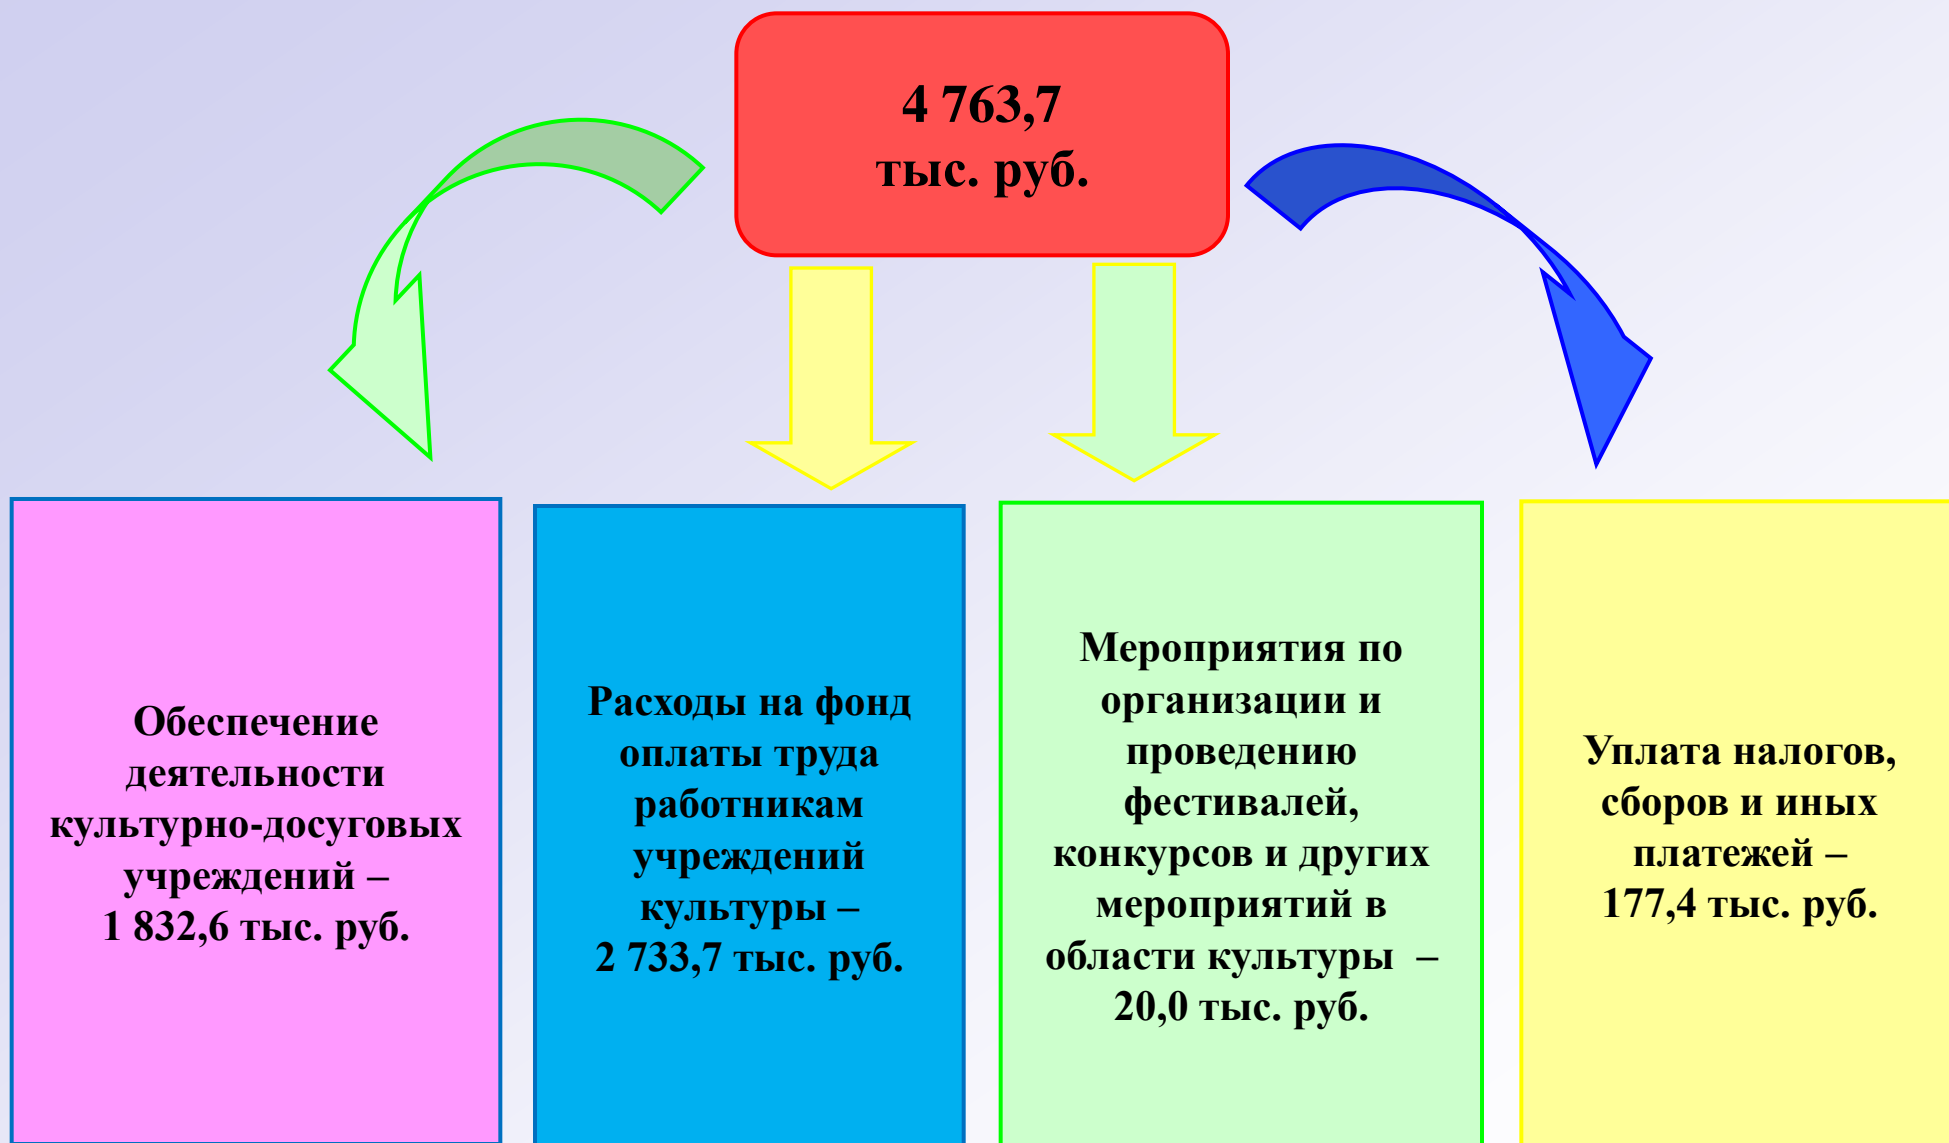 4 763,7
тыс. руб.
Обеспечение
деятельности
культурно-досуговых
учреждений –
1 832,6 тыс. руб.
Расходы на фонд
оплаты труда
работникам
учреждений
культуры –
2 733,7 тыс. руб.
Мероприятия по
организации и
проведению
фестивалей,
конкурсов и других
мероприятий в
области культуры –
20,0 тыс. руб.
Уплата налогов,
сборов и иных
платежей –
177,4 тыс. руб.